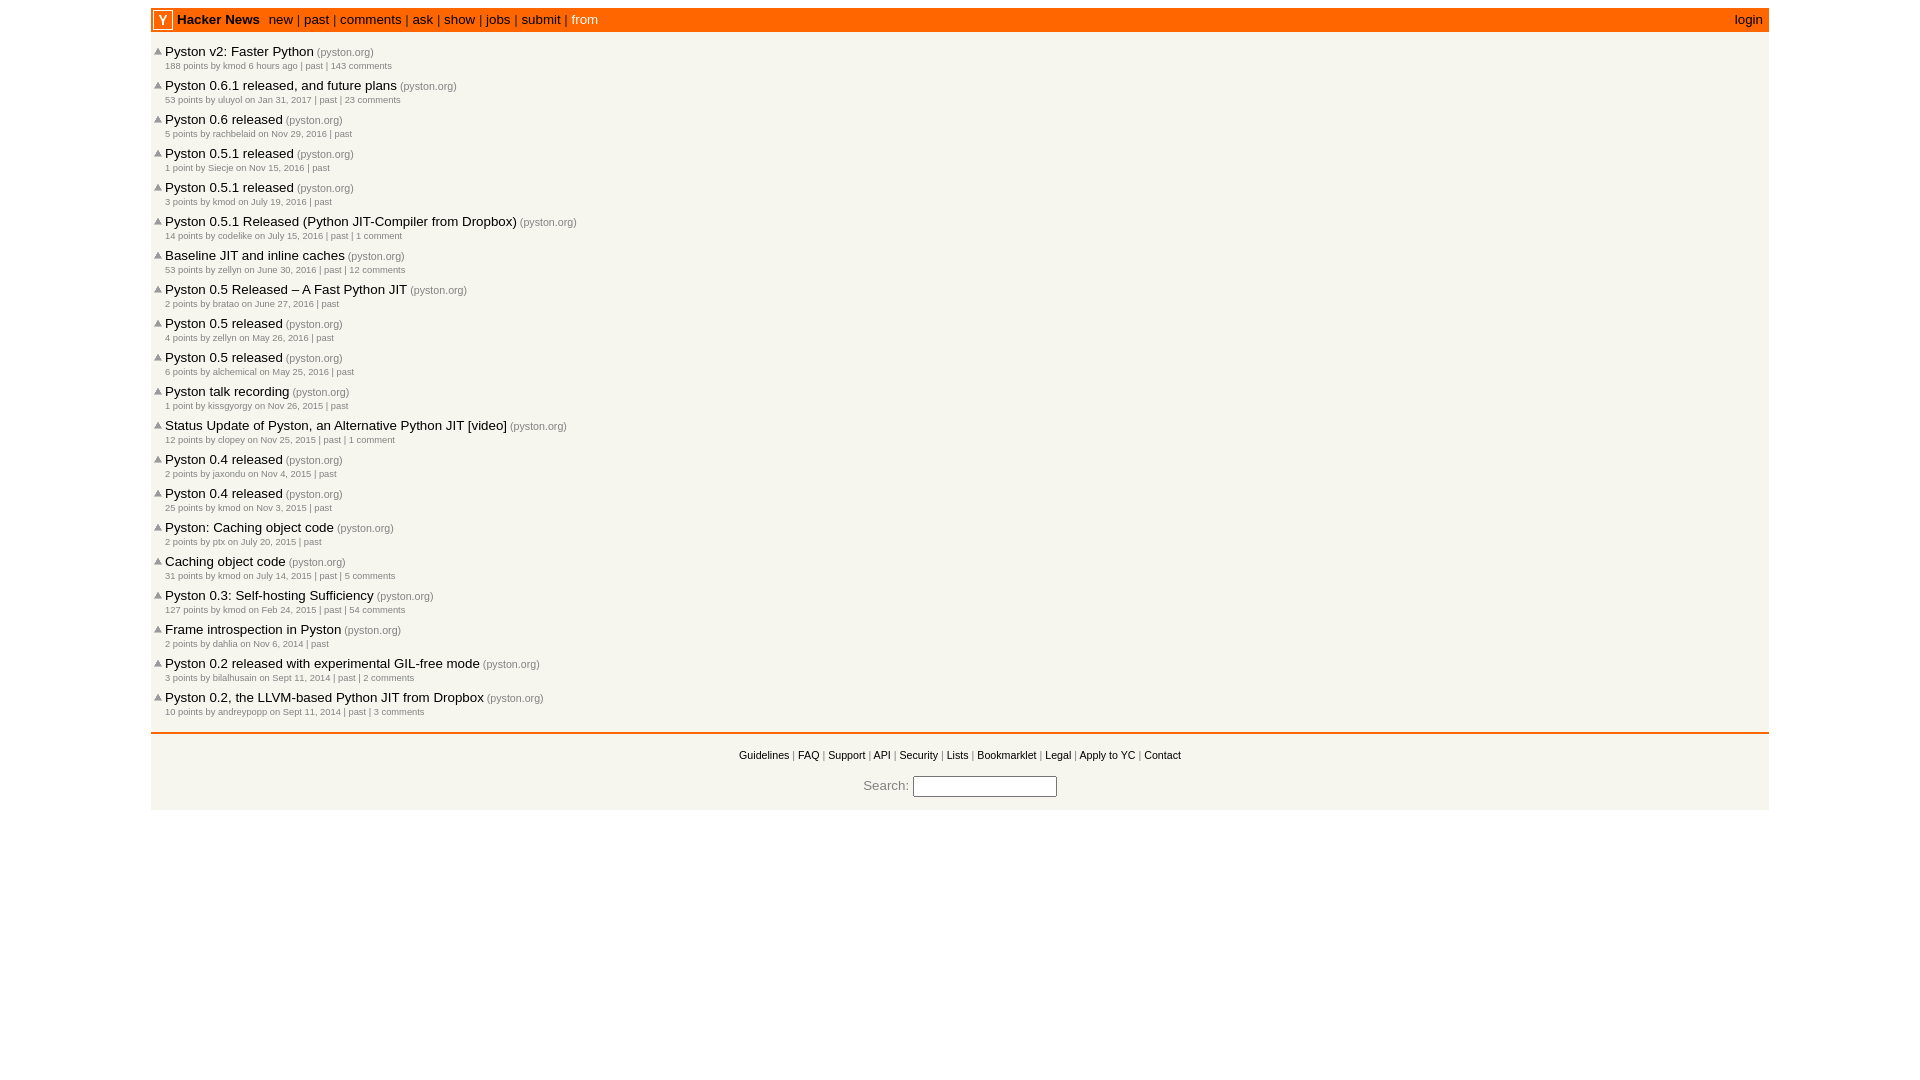 Y Hacker News new | past | comments | ask | show | jobs | submit | from login
Pyston v2: Faster Python (pyston.org)
188 points by kmod 6 hours ago | past | 143 comments
Pyston 0.6.1 released, and future plans (pyston.org)
53 points by uluyol on Jan 31, 2017 | past | 23 comments
Pyston 0.6 released (pyston.org)
5 points by rachbelaid on Nov 29, 2016 | past
Pyston 0.5.1 released (pyston.org)
1 point by Siecje on Nov 15, 2016 | past
Pyston 0.5.1 released (pyston.org)
3 points by kmod on July 19, 2016 | past
Pyston 0.5.1 Released (Python JIT-Compiler from Dropbox) (pyston.org)
14 points by codelike on July 15, 2016 | past | 1 comment
Baseline JIT and inline caches (pyston.org)
53 points by zellyn on June 30, 2016 | past | 12 comments
Pyston 0.5 Released – A Fast Python JIT (pyston.org)
2 points by bratao on June 27, 2016 | past
Pyston 0.5 released (pyston.org)
4 points by zellyn on May 26, 2016 | past
Pyston 0.5 released (pyston.org)
6 points by alchemical on May 25, 2016 | past
Pyston talk recording (pyston.org)
1 point by kissgyorgy on Nov 26, 2015 | past
Status Update of Pyston, an Alternative Python JIT [video] (pyston.org)
12 points by clopey on Nov 25, 2015 | past | 1 comment
Pyston 0.4 released (pyston.org)
2 points by jaxondu on Nov 4, 2015 | past
Pyston 0.4 released (pyston.org)
25 points by kmod on Nov 3, 2015 | past
Pyston: Caching object code (pyston.org)
2 points by ptx on July 20, 2015 | past
Caching object code (pyston.org)
31 points by kmod on July 14, 2015 | past | 5 comments
Pyston 0.3: Self-hosting Sufficiency (pyston.org)
127 points by kmod on Feb 24, 2015 | past | 54 comments
Frame introspection in Pyston (pyston.org)
2 points by dahlia on Nov 6, 2014 | past
Pyston 0.2 released with experimental GIL-free mode (pyston.org)
3 points by bilalhusain on Sept 11, 2014 | past | 2 comments
Pyston 0.2, the LLVM-based Python JIT from Dropbox (pyston.org)
10 points by andreypopp on Sept 11, 2014 | past | 3 comments
Guidelines | FAQ | Support | API | Security | Lists | Bookmarklet | Legal | Apply to YC | Contact
Search: